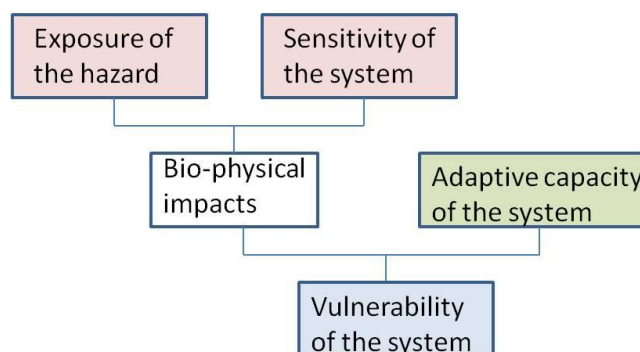 Exposure of
the hazard
Sensitivity of
the system
Bio-physical
impacts
Adaptive capacity
of the system
Vulnerability
of the system